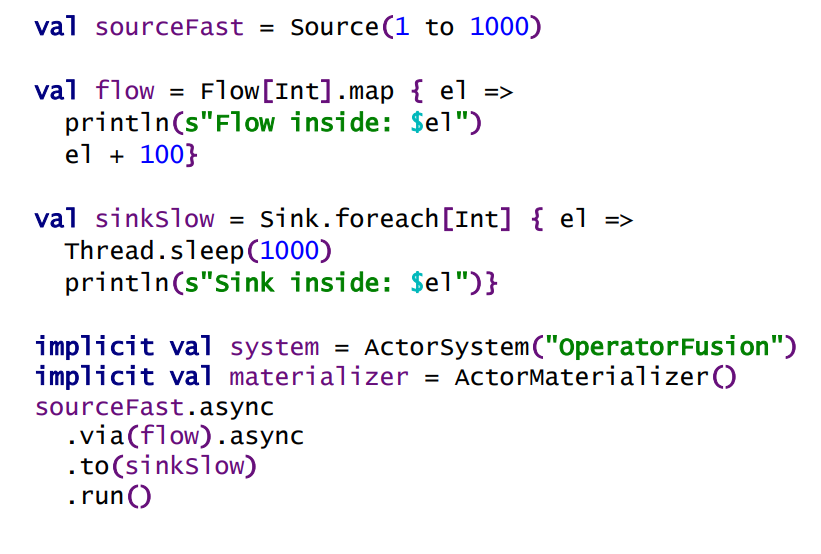 val sourceFast = Source(1 to 1000)
val flow = Flow[Int].map { el =>
println(s"Flow inside: $el")
el + 100}
val sinkSlow = Sink.foreach[Int] { el =>
Thread.sleep(1000)
println(s"Sink inside: $el")}
implicit val system = ActorSystem("OperatorFusion")
implicit val materializer = ActorMaterializer()
sourceFast.async
.via(flow).async
.to(sinkSlow)
.run()